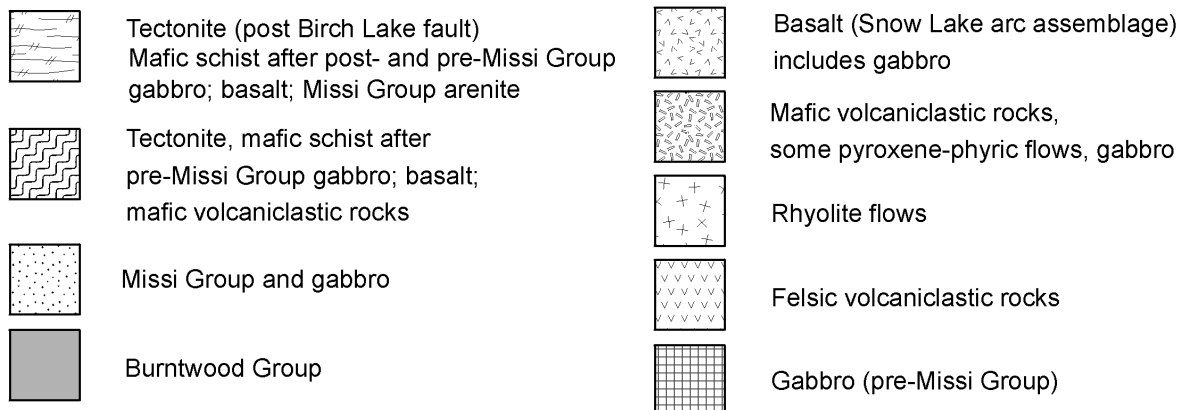 Tectonite (post Birch Lake fault)
Mafic schist after post- and pre-Missi Group
gabbro; basalt; Missi Group arenite
Tectonite, mafic schist after
pre-Missi Group gabbro; basalt;
mafic volcaniclastic rocks
Missi Group and gabbro
Burntwood Group
Basalt (Snow Lake arc assemblage)
includes gabbro
Mafic volcaniclastic rocks,
some pyroxene-phyric flows, gabbro
Rhyolite flows
Felsic volcaniclastic rocks
Gabbro (pre-Missi Group)